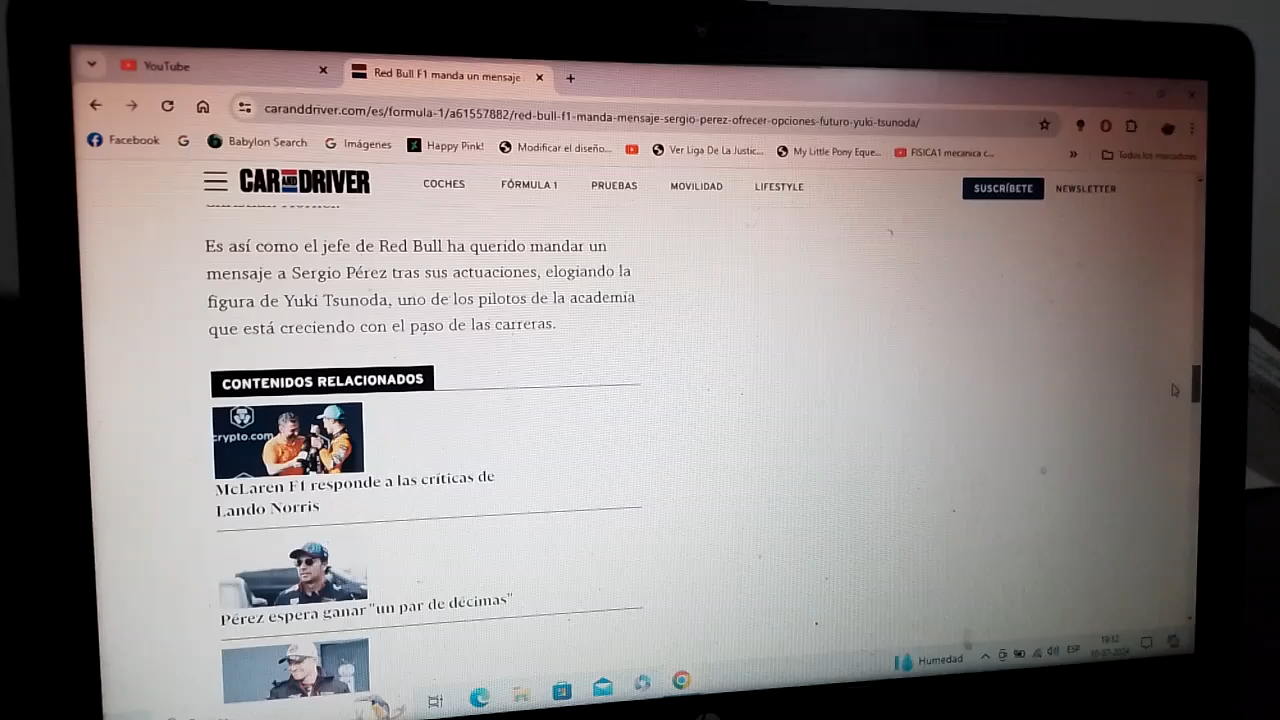 YouTube
Red Bull F1 manda un mensaje
caranddriver.com/es/formula-1/a61557882/red-bull-f1-manda-mensaje-sergio-perez-ofrecer-opciones-futuro-yuki-tsunoda/
Facebook G Babylon Search G Imágenes Happy Pink! Modificar el diseño... Ver Liga De La Justic... My Little Pony Eque... FISICA1 mecanica c... » Todos los marcadores
CAR AND DRIVER COCHES FÓRMULA 1 PRUEBAS MOVILIDAD LIFESTYLE SUSCRÍBETE NEWSLETTER
Es así como el jefe de Red Bull ha querido mandar un
mensaje a Sergio Pérez tras sus actuaciones, elogiando la
figura de Yuki Tsunoda, uno de los pilotos de la academia
que está creciendo con el paso de las carreras.
CONTENIDOS RELACIONADOS
crypto.com
McLaren F1 responde a las críticas de
Lando Norris
Pérez espera ganar "un par de décimas"
Humedad ESP 19:12
10-07-2024